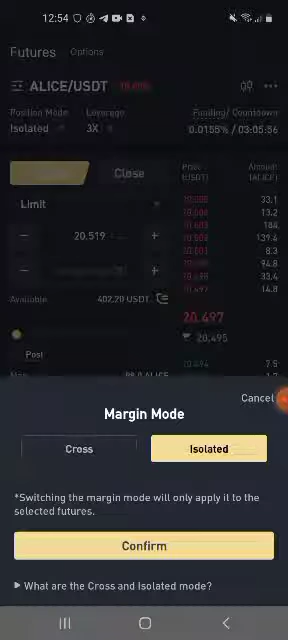 12:54
Futures Options
ALICE/USDT
Position Mode Leverage Funding/ Countdown
Isolated 3X 0.0155% / 03:05:56
Close
Price
(USDT)
Amount
(ALICE)
Limit
33.1
13.2
184
20.519
139.4
8.3
94.8
33.4
14.8
Available 402.20 USDT
20.497
20,495
Post
20.494 7.5
Cancel
Margin Mode
Cross Isolated
*Switching the margin mode will only apply it to the
selected futures.
Confirm
What are the Cross and Isolated mode?